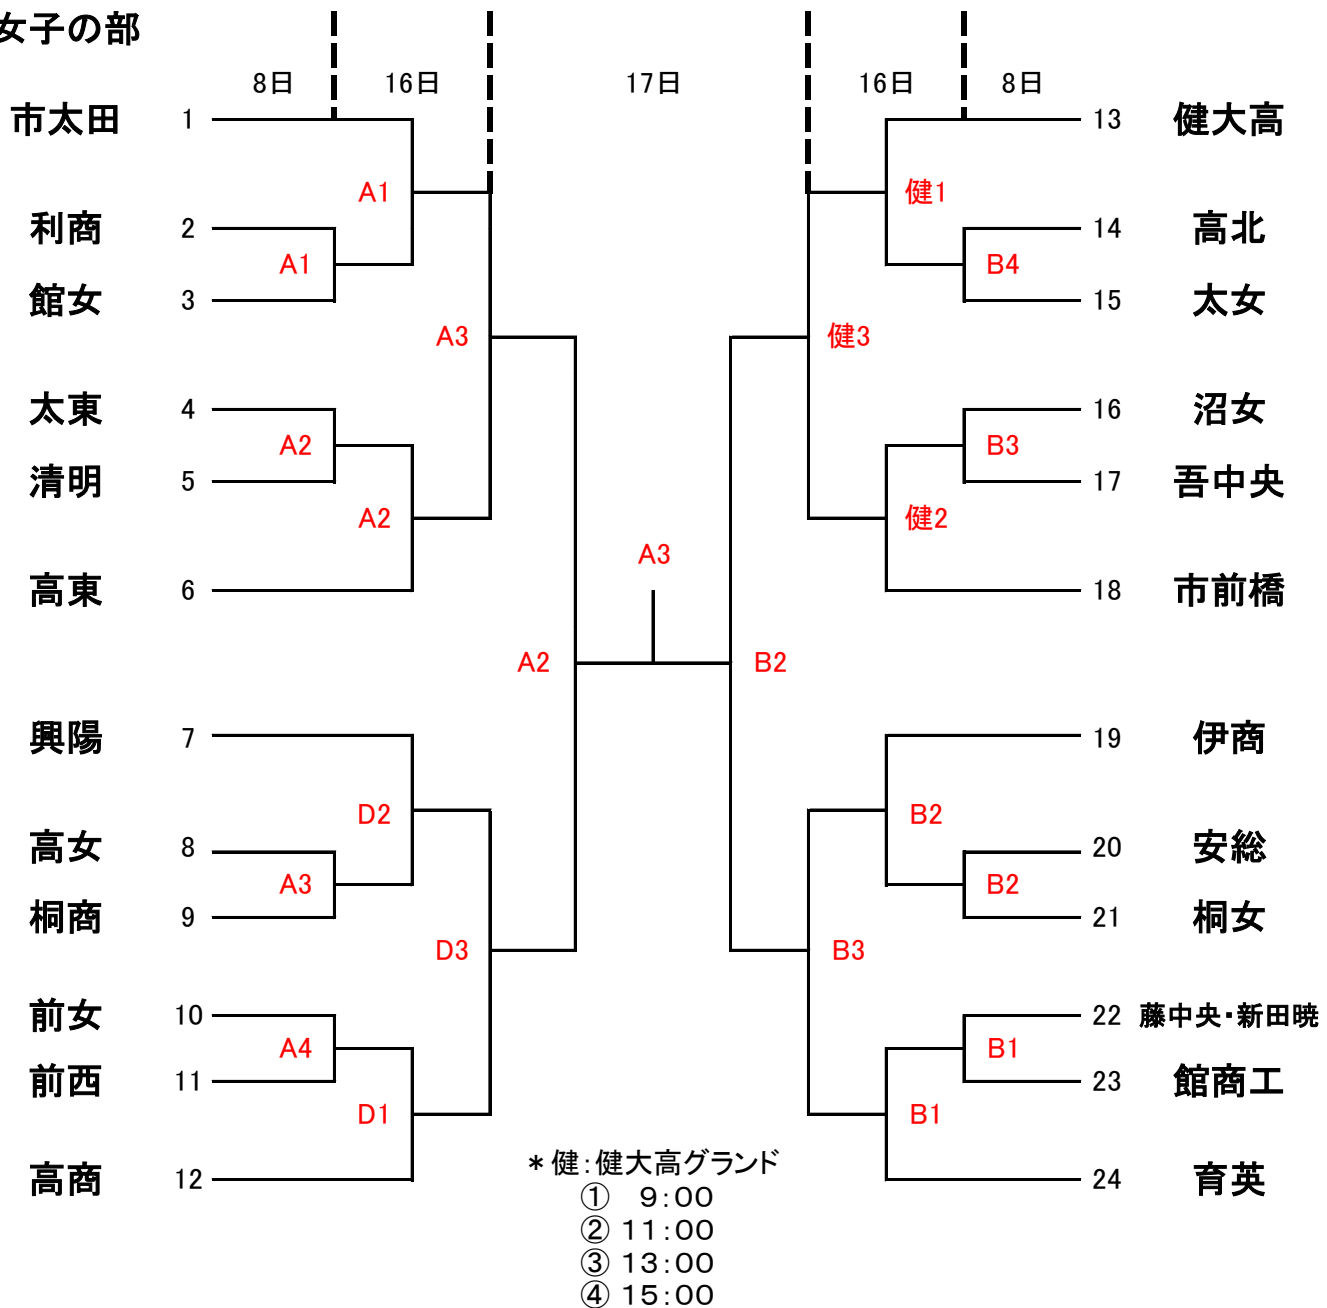 女子の部
8日 16日 17日 16日 8日
市太田 1 13 健大高
A1 健1
利商 2 14 高北
A1 B4
館女 3 15 太女
A3 健3
太東 4 16 沼女
A2 B3
清明 5 17 吾中央
A2 健2
A3
高東 6 18 市前橋
A2 B2
興陽 7 19 伊商
D2 B2
高女 8 20 安総
A3 B2
桐商 9 21 桐女
D3 B3
前女 10 22 藤中央・新田暁
A4 B1
前西 11 23 館商工
D1 B1
*健:健大高グランド
高商 12 24 育英
① 9:00
② 11:00
③ 13:00
④ 15:00